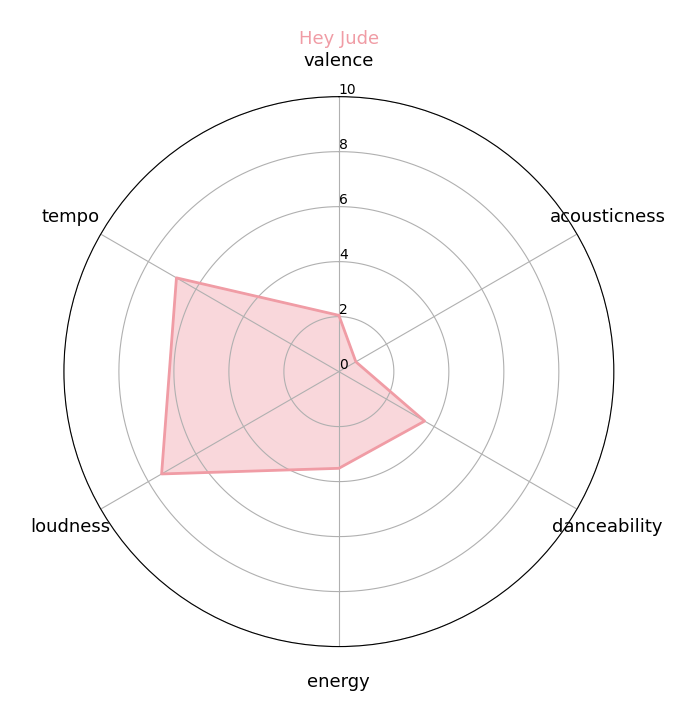 Hey Jude
valence
10
8
6
4
2
0
tempo
acousticness
loudness
danceability
energy